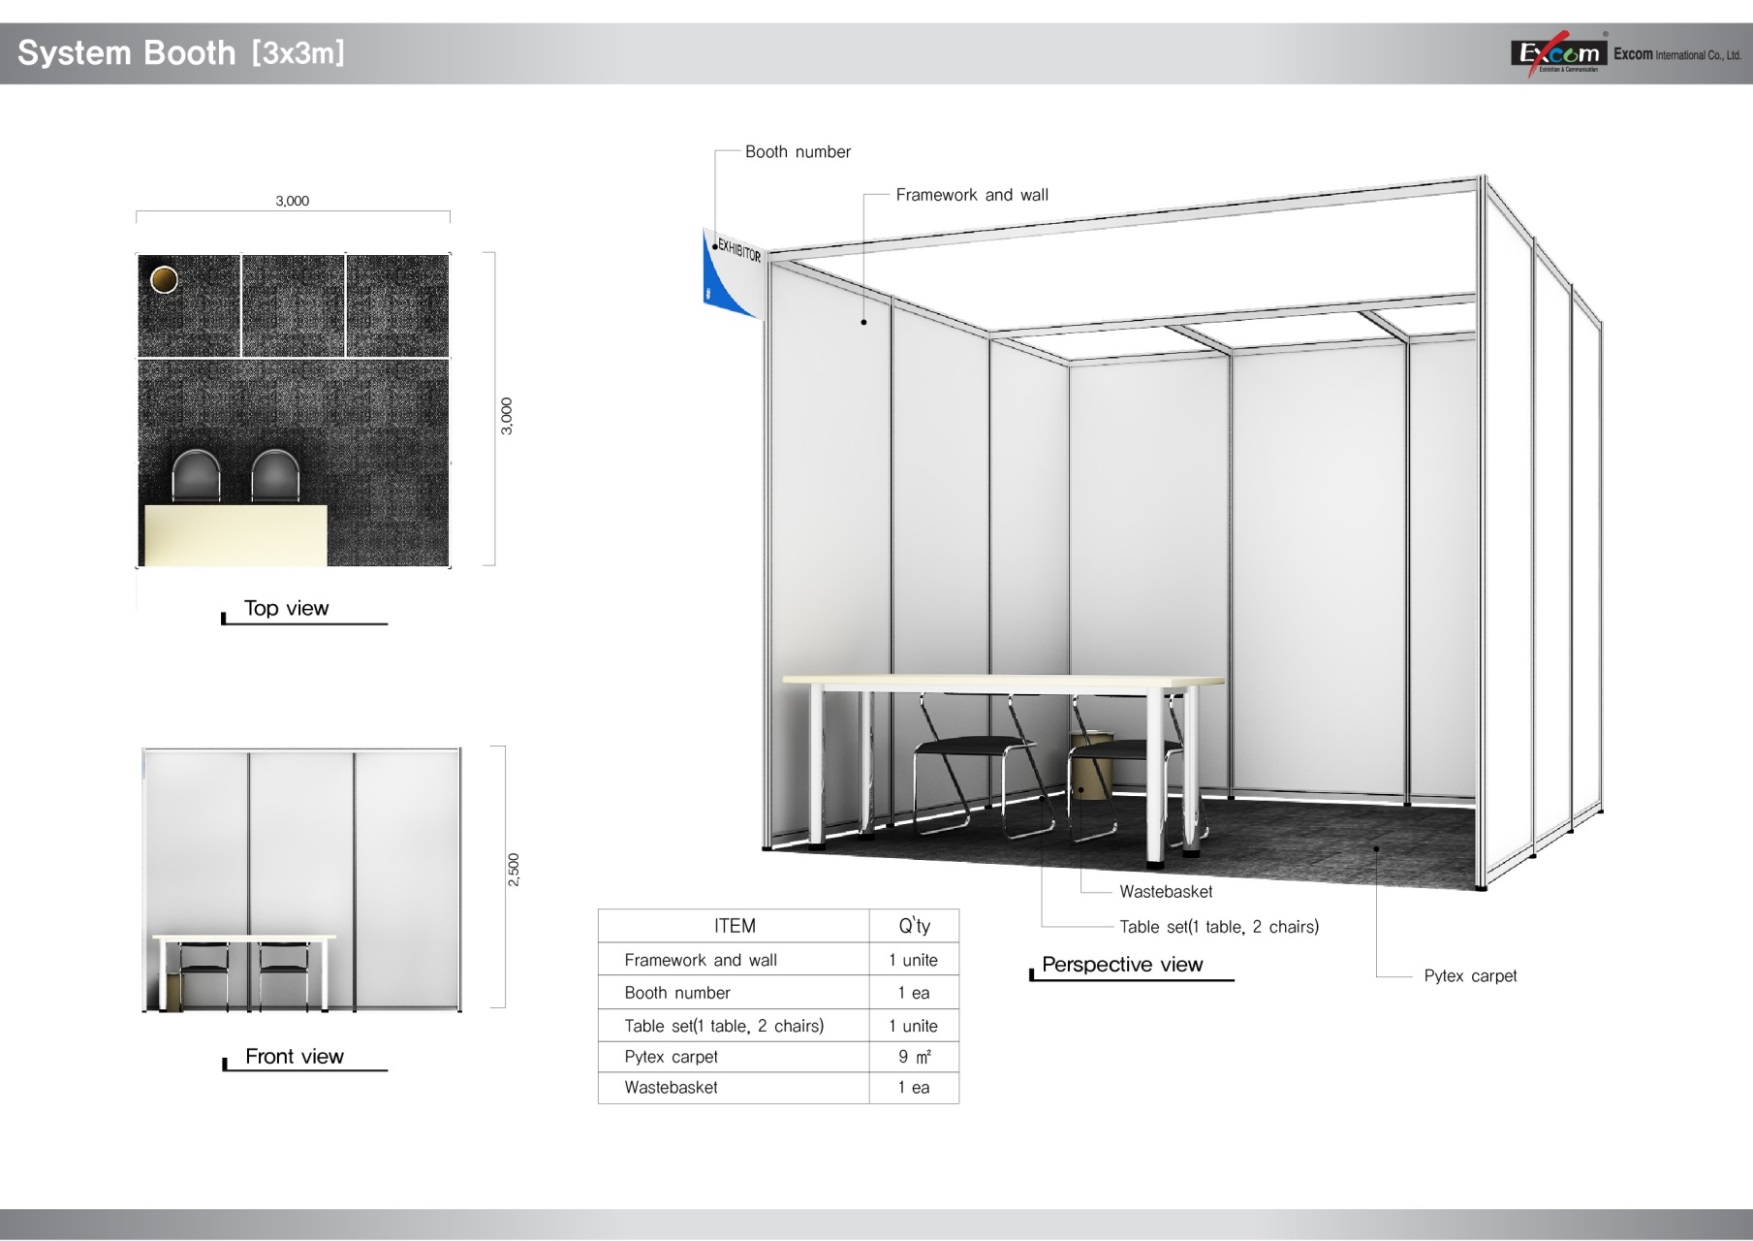 System Booth [3x3m]
Excom
Exhibition & Communication
Excom International Co., Ltd.
Booth number
Framework and wall
EXHIBITOR
3,000
3,000
Top view
2,500
Front view
Wastebasket
Table set(1 table, 2 chairs)
Perspective view
Pytex carpet
ITEM Q'ty
Framework and wall 1 unite
Booth number 1 ea
Table set(1 table, 2 chairs) 1 unite
Pytex carpet 9 ㎡
Wastebasket 1 ea